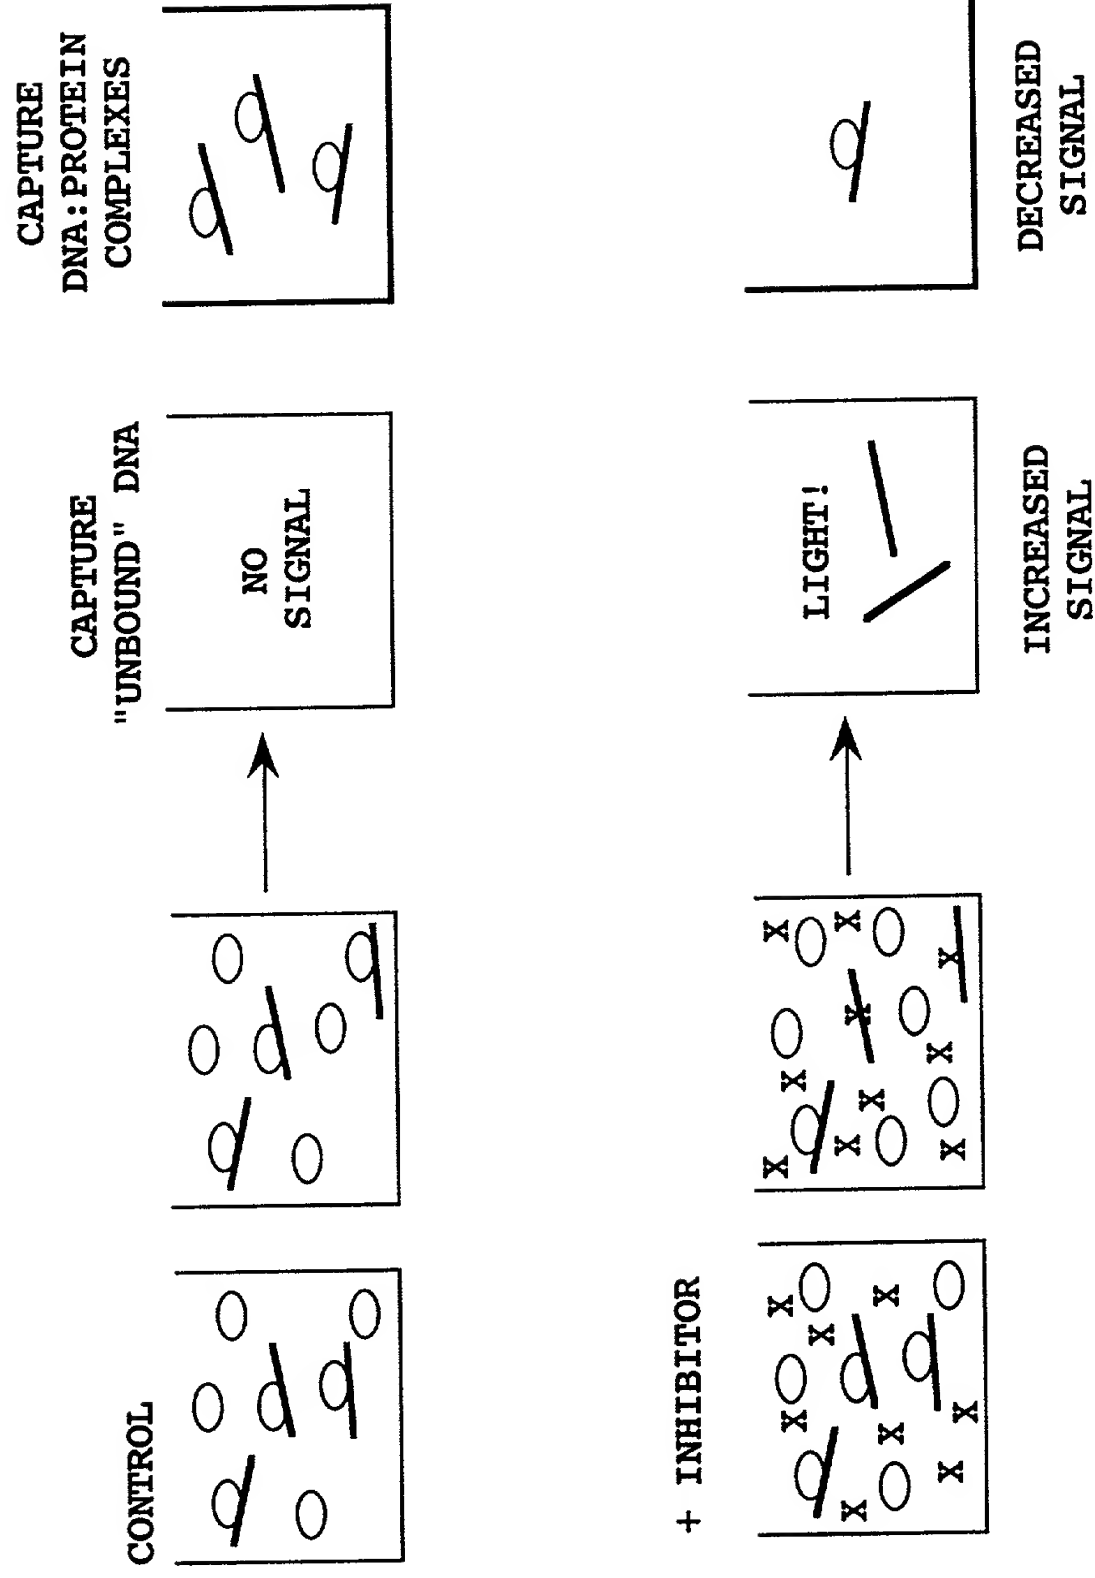 CONTROL
CAPTURE
"UNBOUND" DNA
CAPTURE
DNA:PROTEIN
COMPLEXES
NO
SIGNAL
+ INHIBITOR
LIGHT!
INCREASED
SIGNAL
DECREASED
SIGNAL